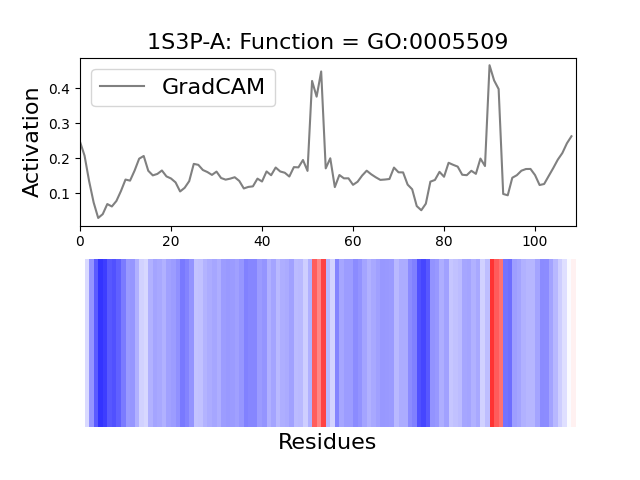 1S3P-A: Function = GO:0005509
GradCAM
Activation
0.4
0.3
0.2
0.1
0
20
40
60
80
100
Residues